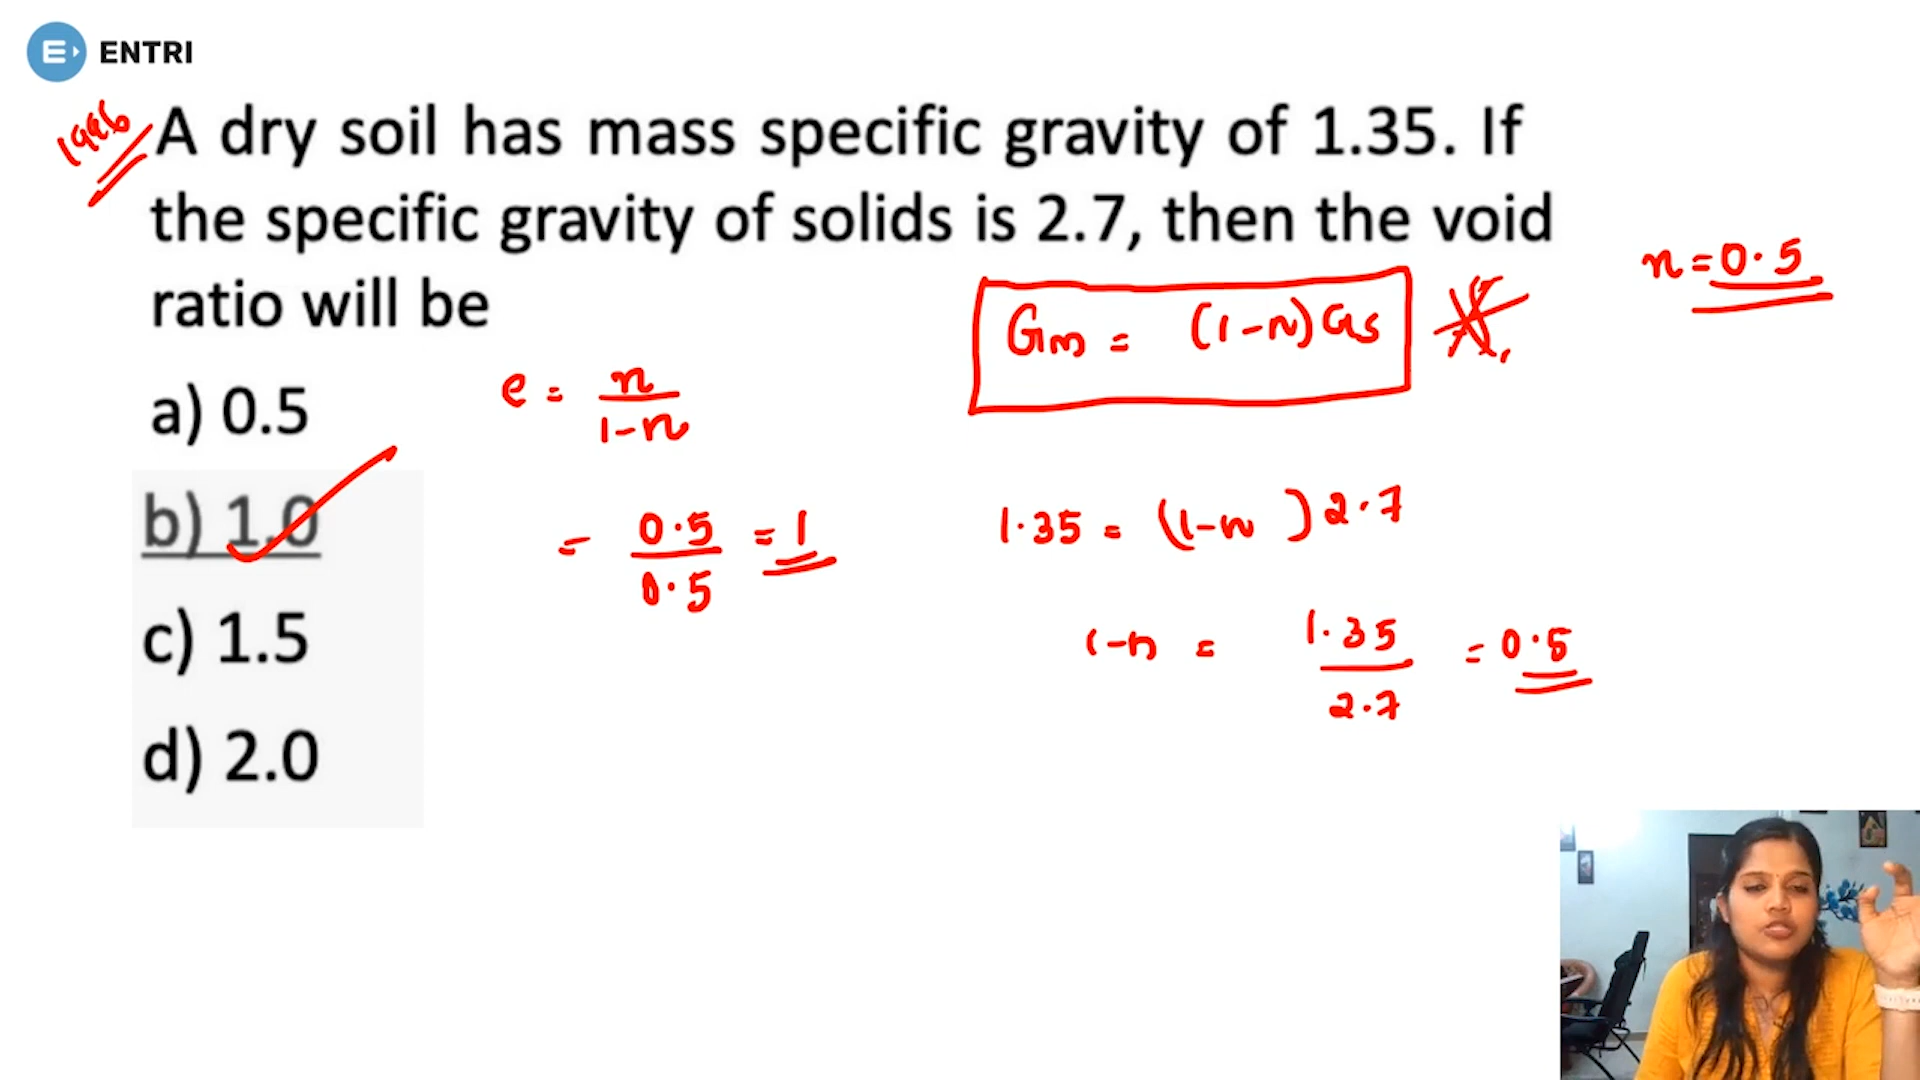 ENTRI
1996
A dry soil has mass specific gravity of 1.35. If
the specific gravity of solids is 2.7, then the void
ratio will be
n = 0.5
Gm = (1-n)Gs
a) 0.5
e = n / 1-n
b) 1.0
= 0.5 / 0.5 = 1
1.35 = (1-n) 2.7
c) 1.5
1-n = 1.35 / 2.7 = 0.5
d) 2.0